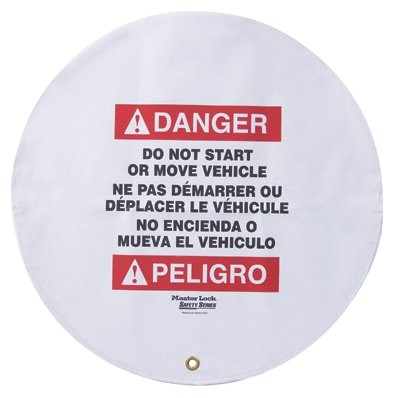 DANGER
DO NOT START
OR MOVE VEHICLE
NE PAS DÉMARRER OU
DÉPLACER LE VÉHICULE
NO ENCIENDA O
MUEVA EL VEHICULO
PELIGRO
Master Lock
SAFETY SERIES